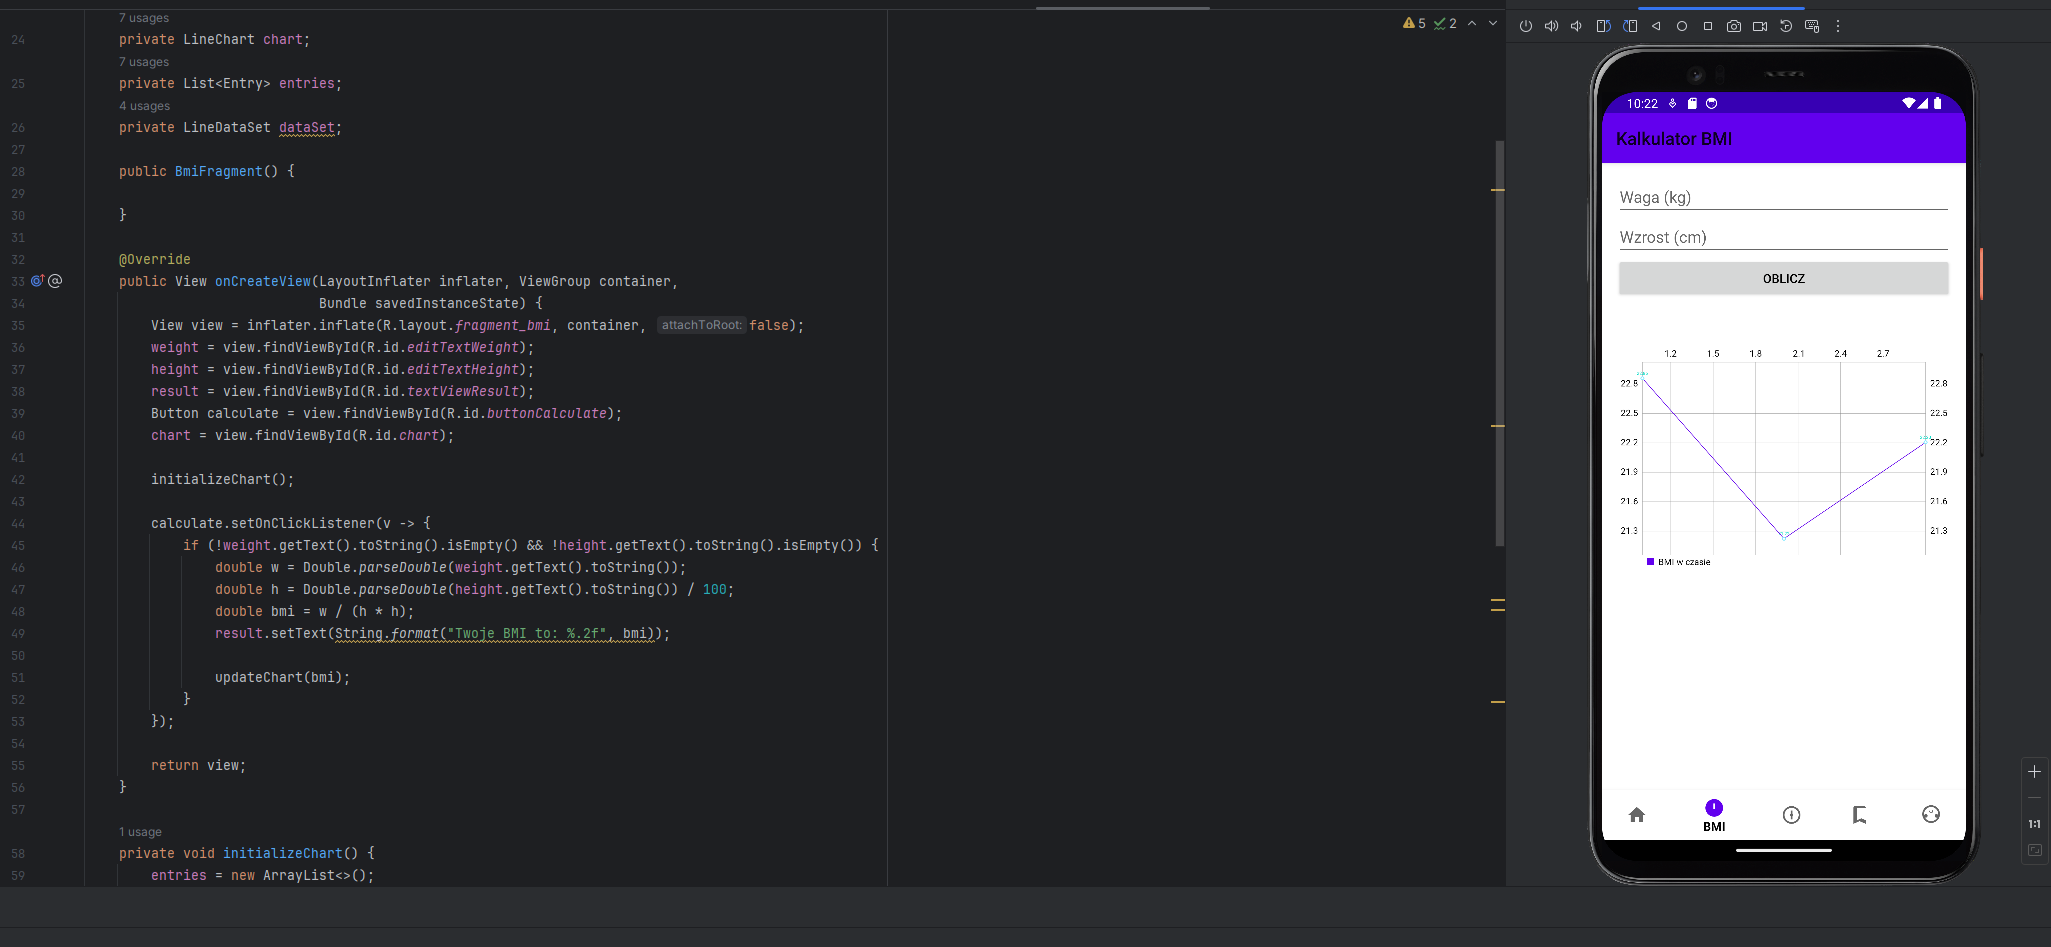 7 usages
24 private LineChart chart;
7 usages
25 private List<Entry> entries;
4 usages
26 private LineDataSet dataSet;
27
28 public BmiFragment() {
29
30 }
31
32 @Override
33 public View onCreateView(LayoutInflater inflater, ViewGroup container,
34 Bundle savedInstanceState) {
35 View view = inflater.inflate(R.layout.fragment_bmi, container, attachToRoot: false);
36 weight = view.findViewById(R.id.editTextWeight);
37 height = view.findViewById(R.id.editTextHeight);
38 result = view.findViewById(R.id.textViewResult);
39 Button calculate = view.findViewById(R.id.buttonCalculate);
40 chart = view.findViewById(R.id.chart);
41
42 initializeChart();
43
44 calculate.setOnClickListener(v -> {
45 if (!weight.getText().toString().isEmpty() && !height.getText().toString().isEmpty()) {
46 double w = Double.parseDouble(weight.getText().toString());
47 double h = Double.parseDouble(height.getText().toString()) / 100;
48 double bmi = w / (h * h);
49 result.setText(String.format("Twoje BMI to: %.2f", bmi));
50
51 updateChart(bmi);
52 }
53 });
54
55 return view;
56 }
57
1 usage
58 private void initializeChart() {
59 entries = new ArrayList<>();
5 2
10:22
Kalkulator BMI
Waga (kg)
Wzrost (cm)
OBLICZ
1.2 1.5 1.8 2.1 2.4 2.7
22.8 22.8
22.5 22.5
22.2 22.2
21.9 21.9
21.6 21.6
21.3 21.3
BMI w czasie
BMI
1:1